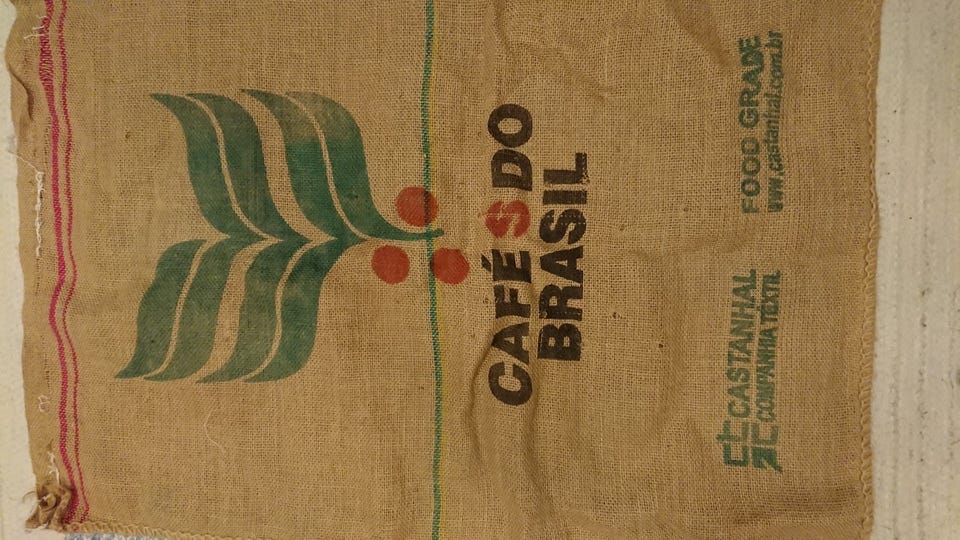 CAFÉS DO
BRASIL
CASTANHAL
COMPANHIA TEXTIL
FOOD GRADE
www.castanhal.com.br